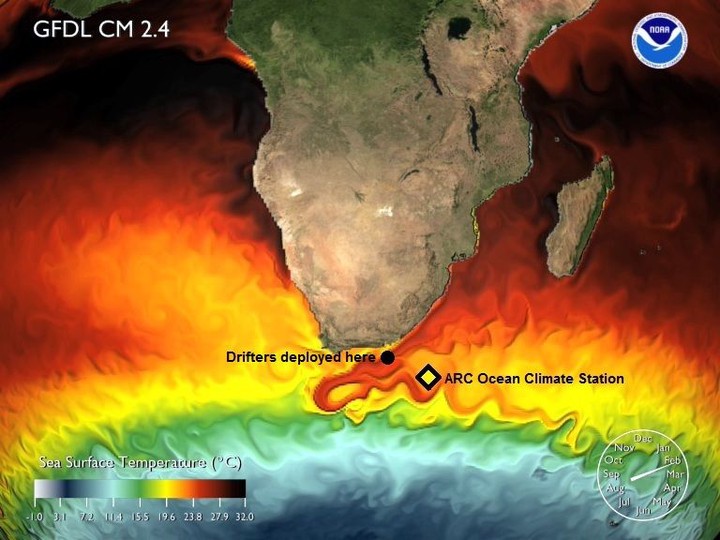 GFDL CM 2.4
NOAA
Drifters deployed here
ARC Ocean Climate Station
Sea Surface Temperature (°C)
-1.0 3.1 7.2 11.4 15.5 19.6 23.8 27.9 32.0
Dec
Nov Jan
Oct Feb
Sep Mar
Aug Apr
Jul May
Jun